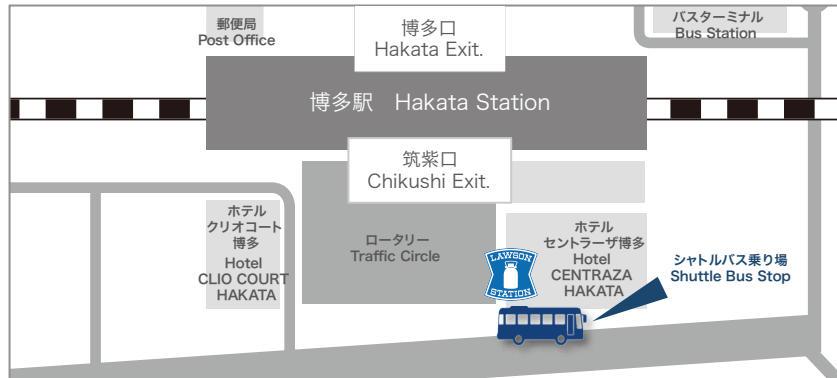 郵便局
Post Office
博多口
Hakata Exit.
バスターミナル
Bus Station
博多駅 Hakata Station
筑紫口
Chikushi Exit.
ホテル
クリオコート
博多
Hotel
CLIO COURT
HAKATA
ロータリー
Traffic Circle
ホテル
セントラーザ博多
Hotel
CENTRAZA
HAKATA
LAWSON
STATION
シャトルバス乗り場
Shuttle Bus Stop